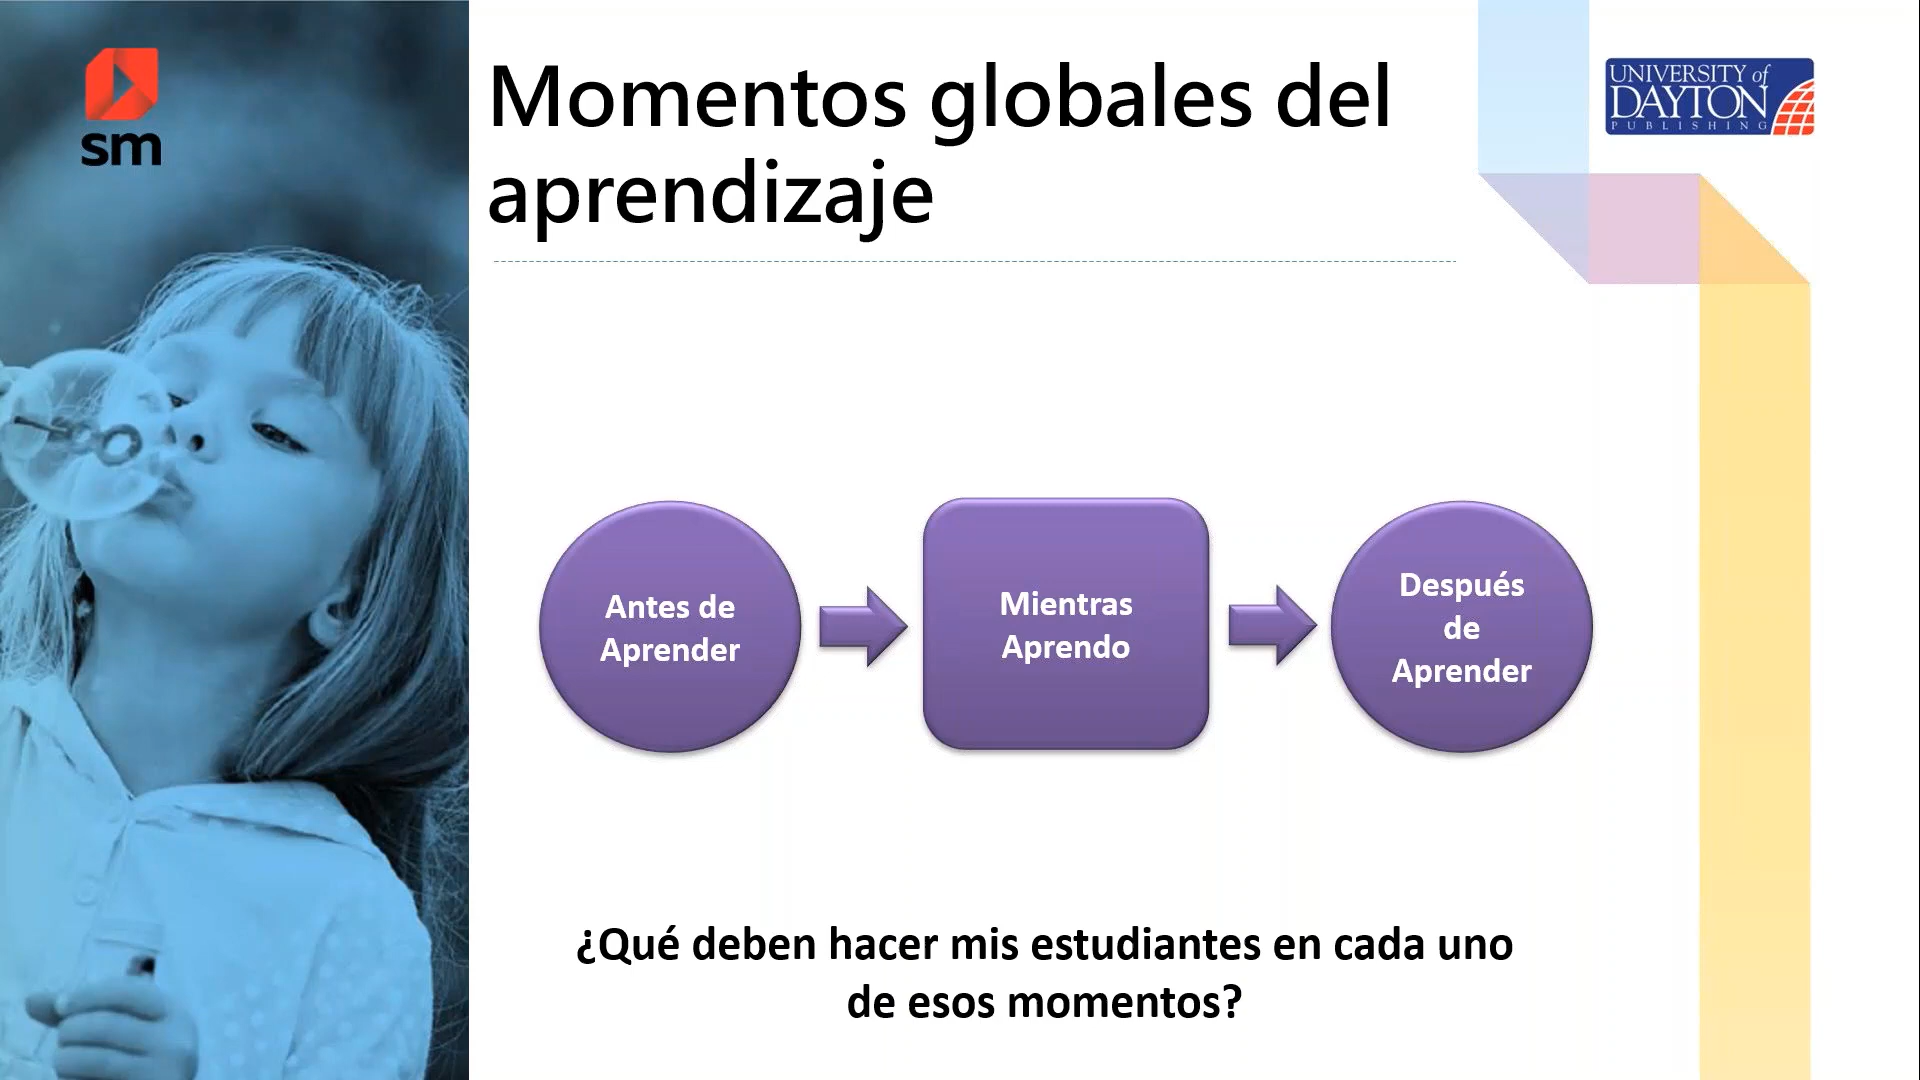 sm
Momentos globales del
aprendizaje
UNIVERSITY of
DAYTON
PUBLISHING
Antes de
Aprender
Mientras
Aprendo
Después
de
Aprender
¿Qué deben hacer mis estudiantes en cada uno
de esos momentos?